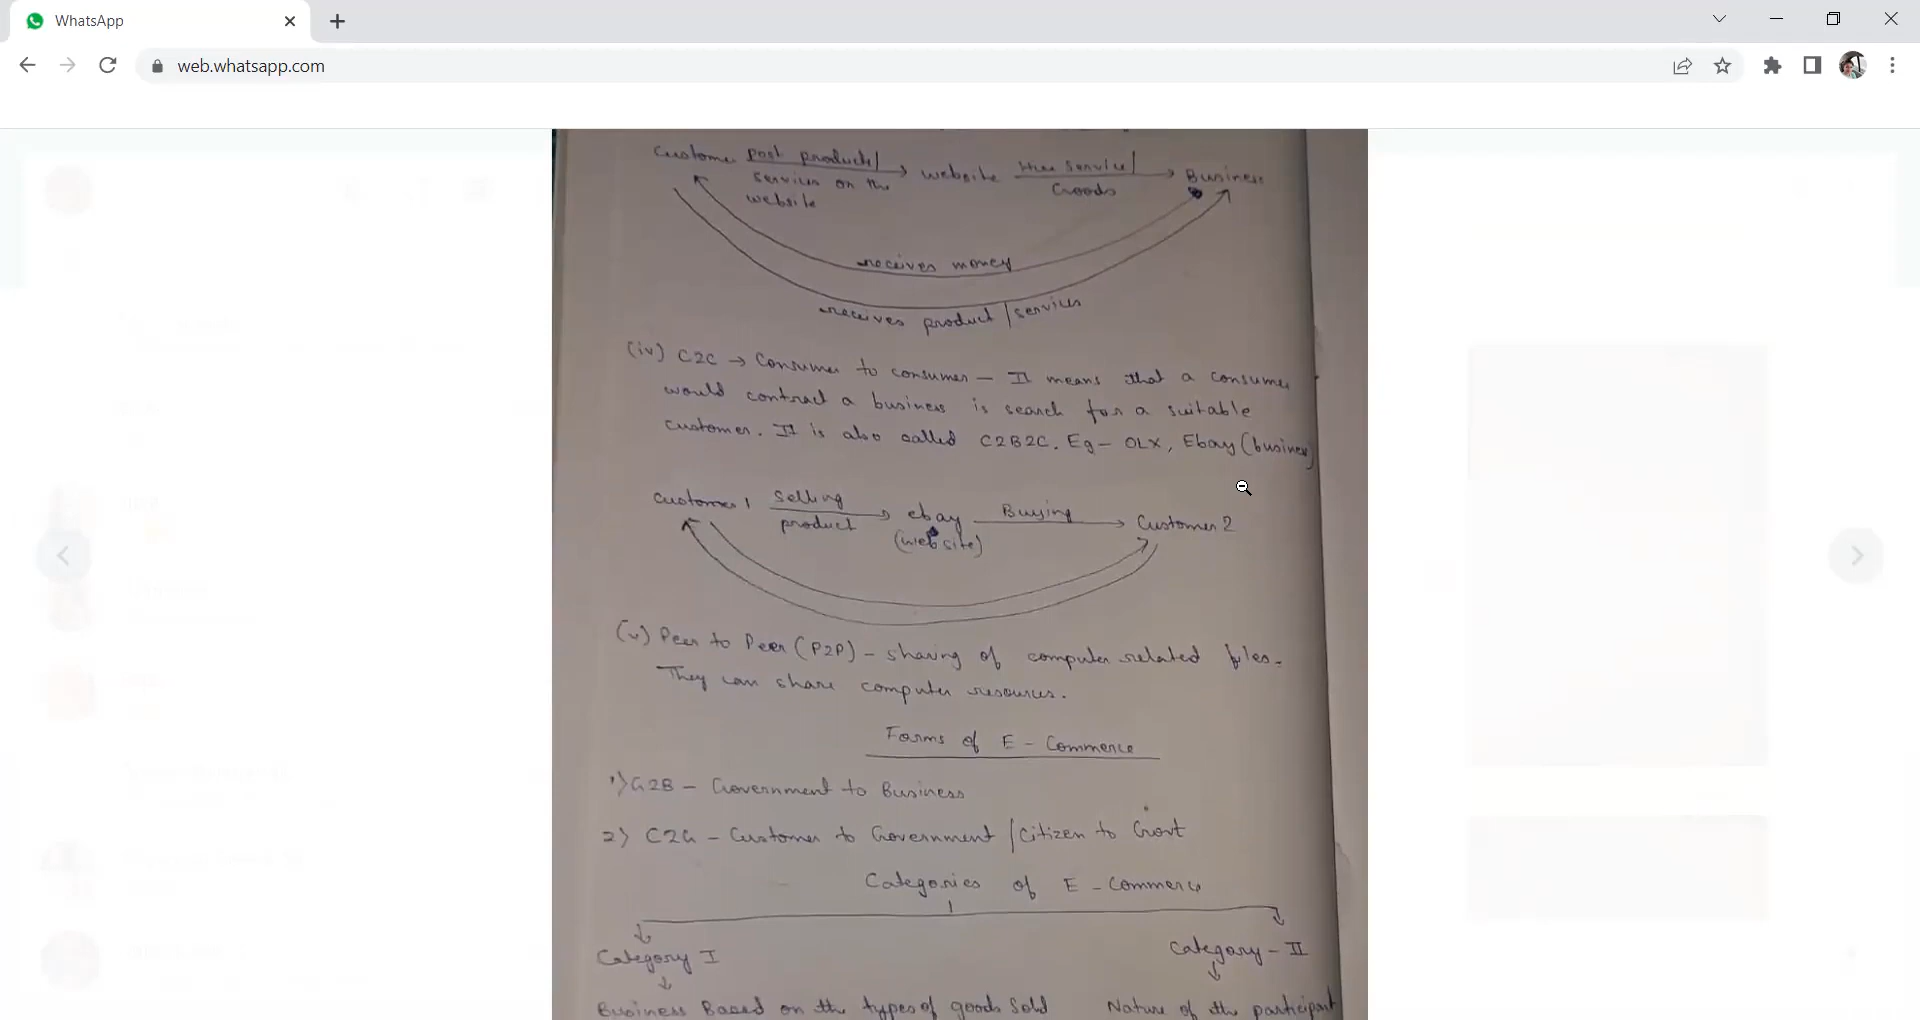 WhatsApp
web.whatsapp.com
Customer post product/ website Hire Service/ Business
services on the Goods
website
receives money
receives product/services
(iv) C2C → Consumer to consumer — It means that a consumer
would contract a business is search for a suitable
customer. It is also called C2B2C. Eg — OLX, Ebay (business)
Customer 1 Selling ebay Buying Customer 2
product (website)
(v) Peer to Peer (P2P) – sharing of computer related files.
They can share computer resources.
Forms of E-Commerce
1) G2B – Government to Business
2) C2G – Customer to Government / Citizen to Govt
Categories of E-Commerce
Category I Category - II
Business Based on the types of goods sold Nature of the participant